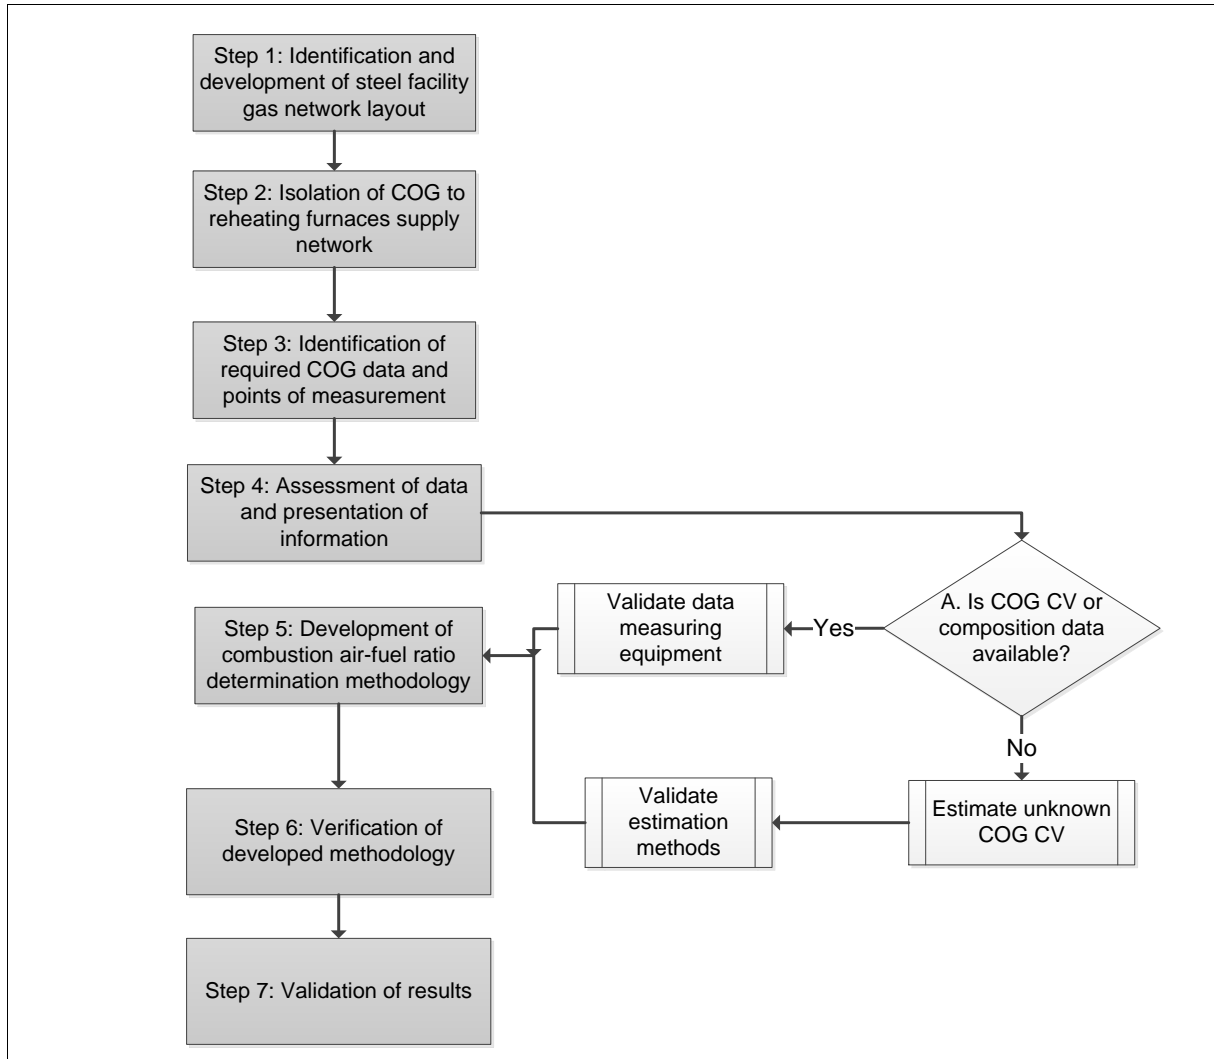 Step 1: Identification and
development of steel facility
gas network layout
Step 2: Isolation of COG to
reheating furnaces supply
network
Step 3: Identification of
required COG data and
points of measurement
Step 4: Assessment of data
and presentation of
information
A. Is COG CV or
composition data
available?
Yes
Validate data
measuring
equipment
No
Estimate unknown
COG CV
Validate
estimation
methods
Step 5: Development of
combustion air-fuel ratio
determination methodology
Step 6: Verification of
developed methodology
Step 7: Validation of results